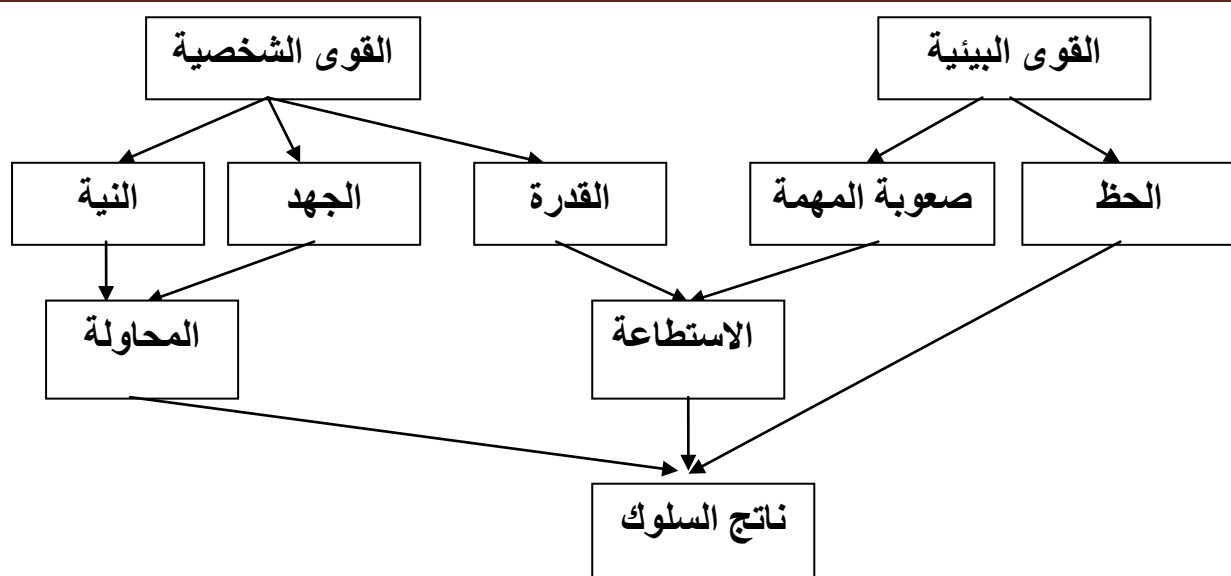 القوى البيئية
القوى الشخصية
الحظ
صعوبة المهمة
القدرة
الجهد
النية
الاستطاعة
المحاولة
ناتج السلوك